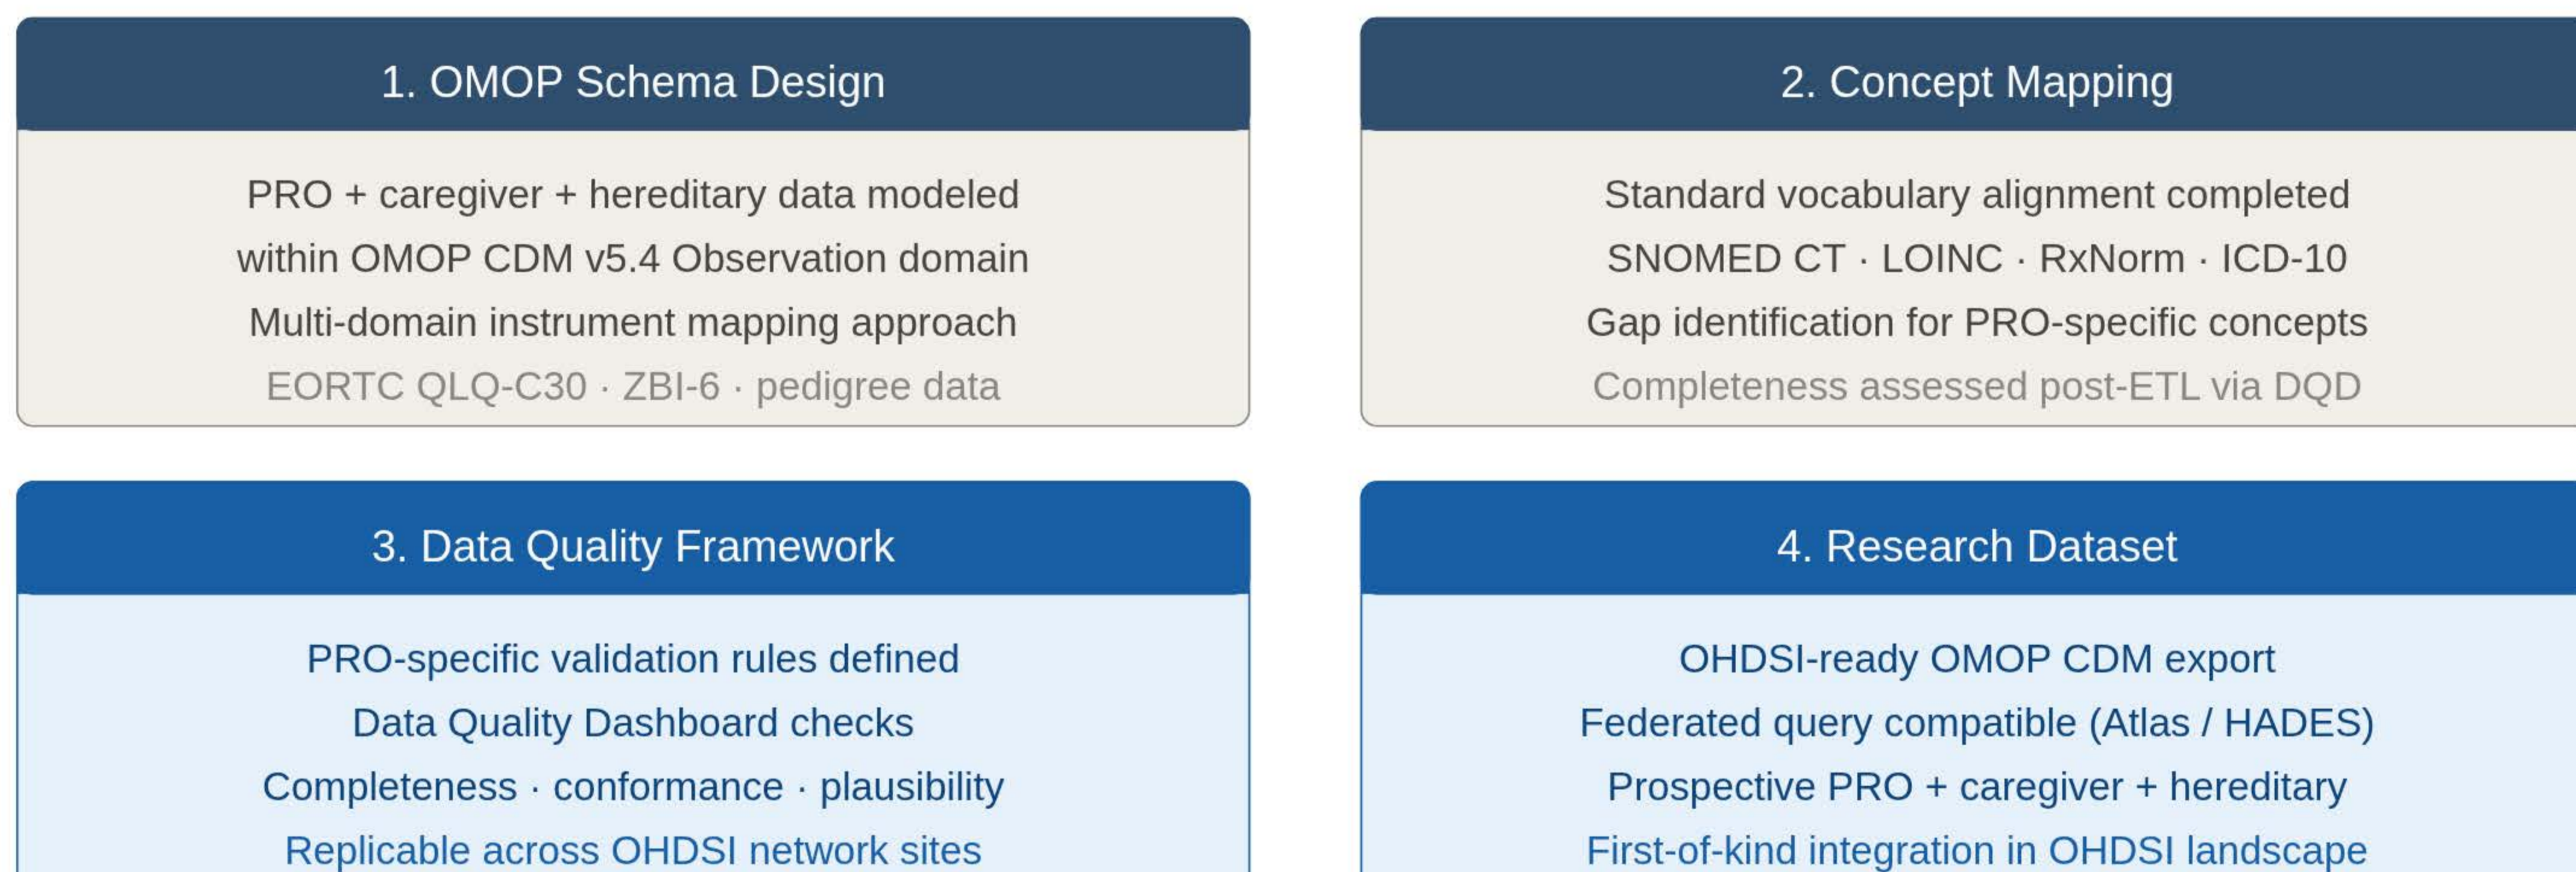 1. OMOP Schema Design
PRO + caregiver + hereditary data modeled
within OMOP CDM v5.4 Observation domain
Multi-domain instrument mapping approach
EORTC QLQ-C30 · ZBI-6 · pedigree data
2. Concept Mapping
Standard vocabulary alignment completed
SNOMED CT · LOINC · RxNorm · ICD-10
Gap identification for PRO-specific concepts
Completeness assessed post-ETL via DQD
3. Data Quality Framework
PRO-specific validation rules defined
Data Quality Dashboard checks
Completeness · conformance · plausibility
Replicable across OHDSI network sites
4. Research Dataset
OHDSI-ready OMOP CDM export
Federated query compatible (Atlas / HADES)
Prospective PRO + caregiver + hereditary
First-of-kind integration in OHDSI landscape